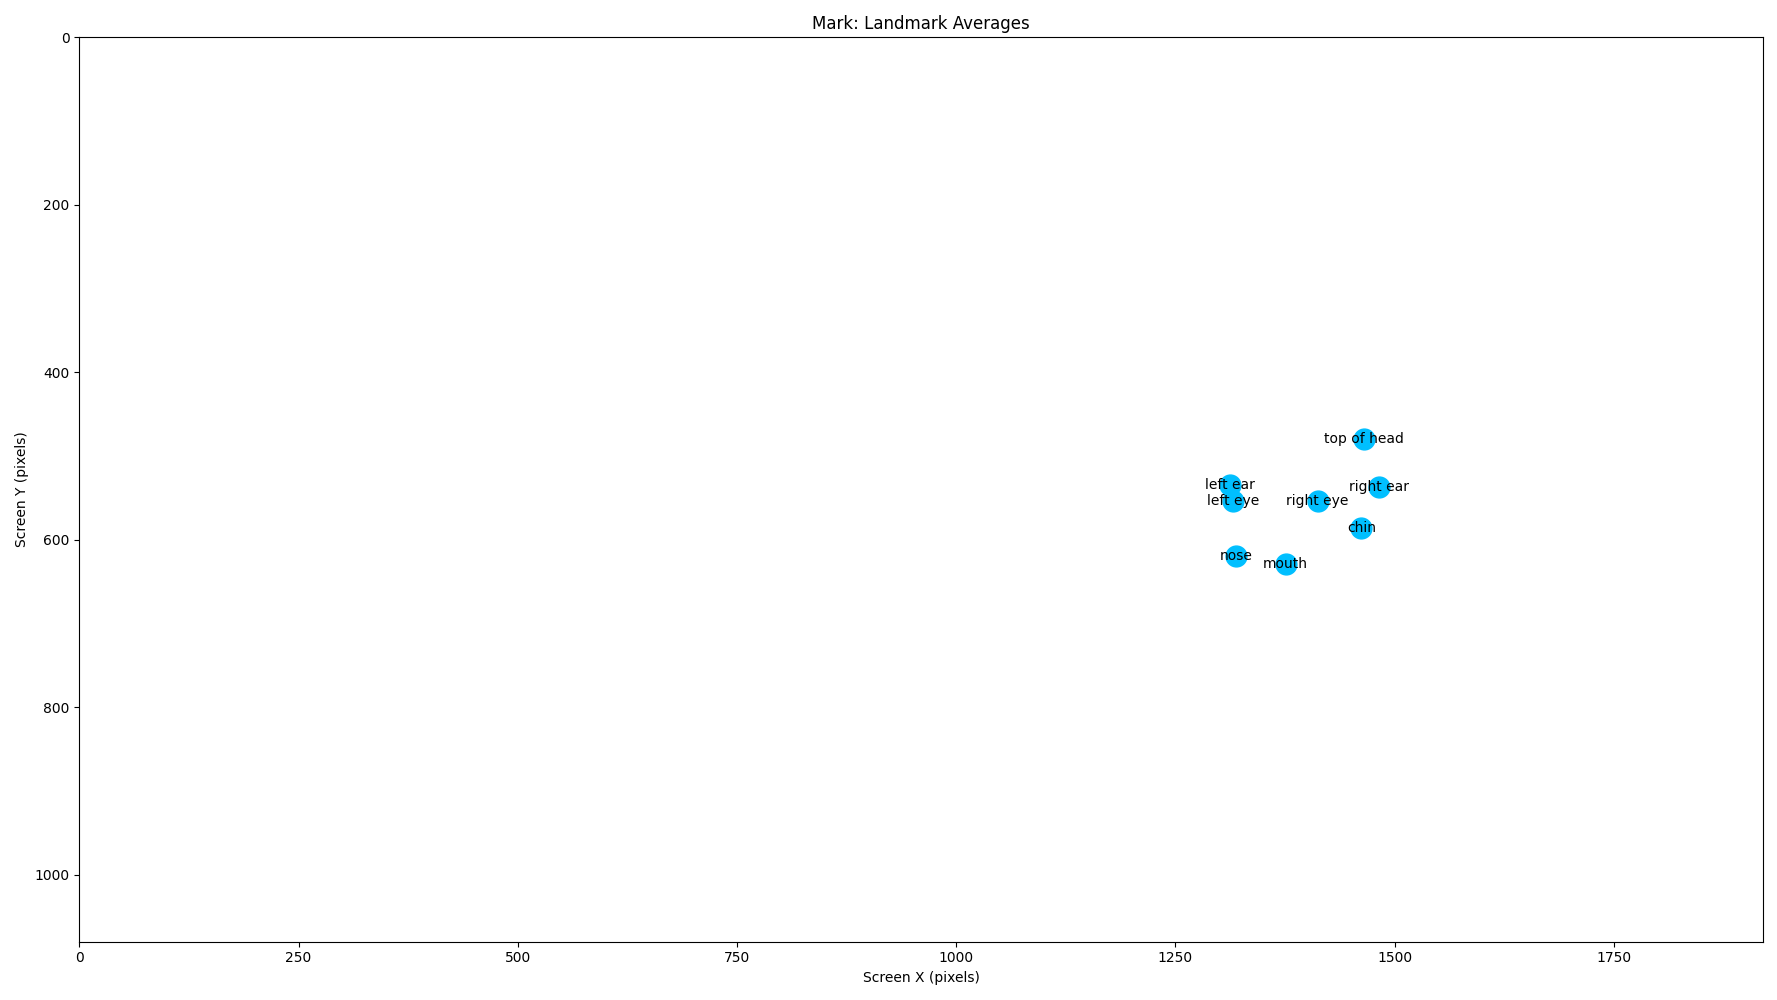 Mark: Landmark Averages
0
200
400
600
800
1000
Screen Y (pixels)
top of head
left ear
right ear
left eye
right eye
chin
nose
mouth
0
250
500
750
1000
1250
1500
1750
Screen X (pixels)